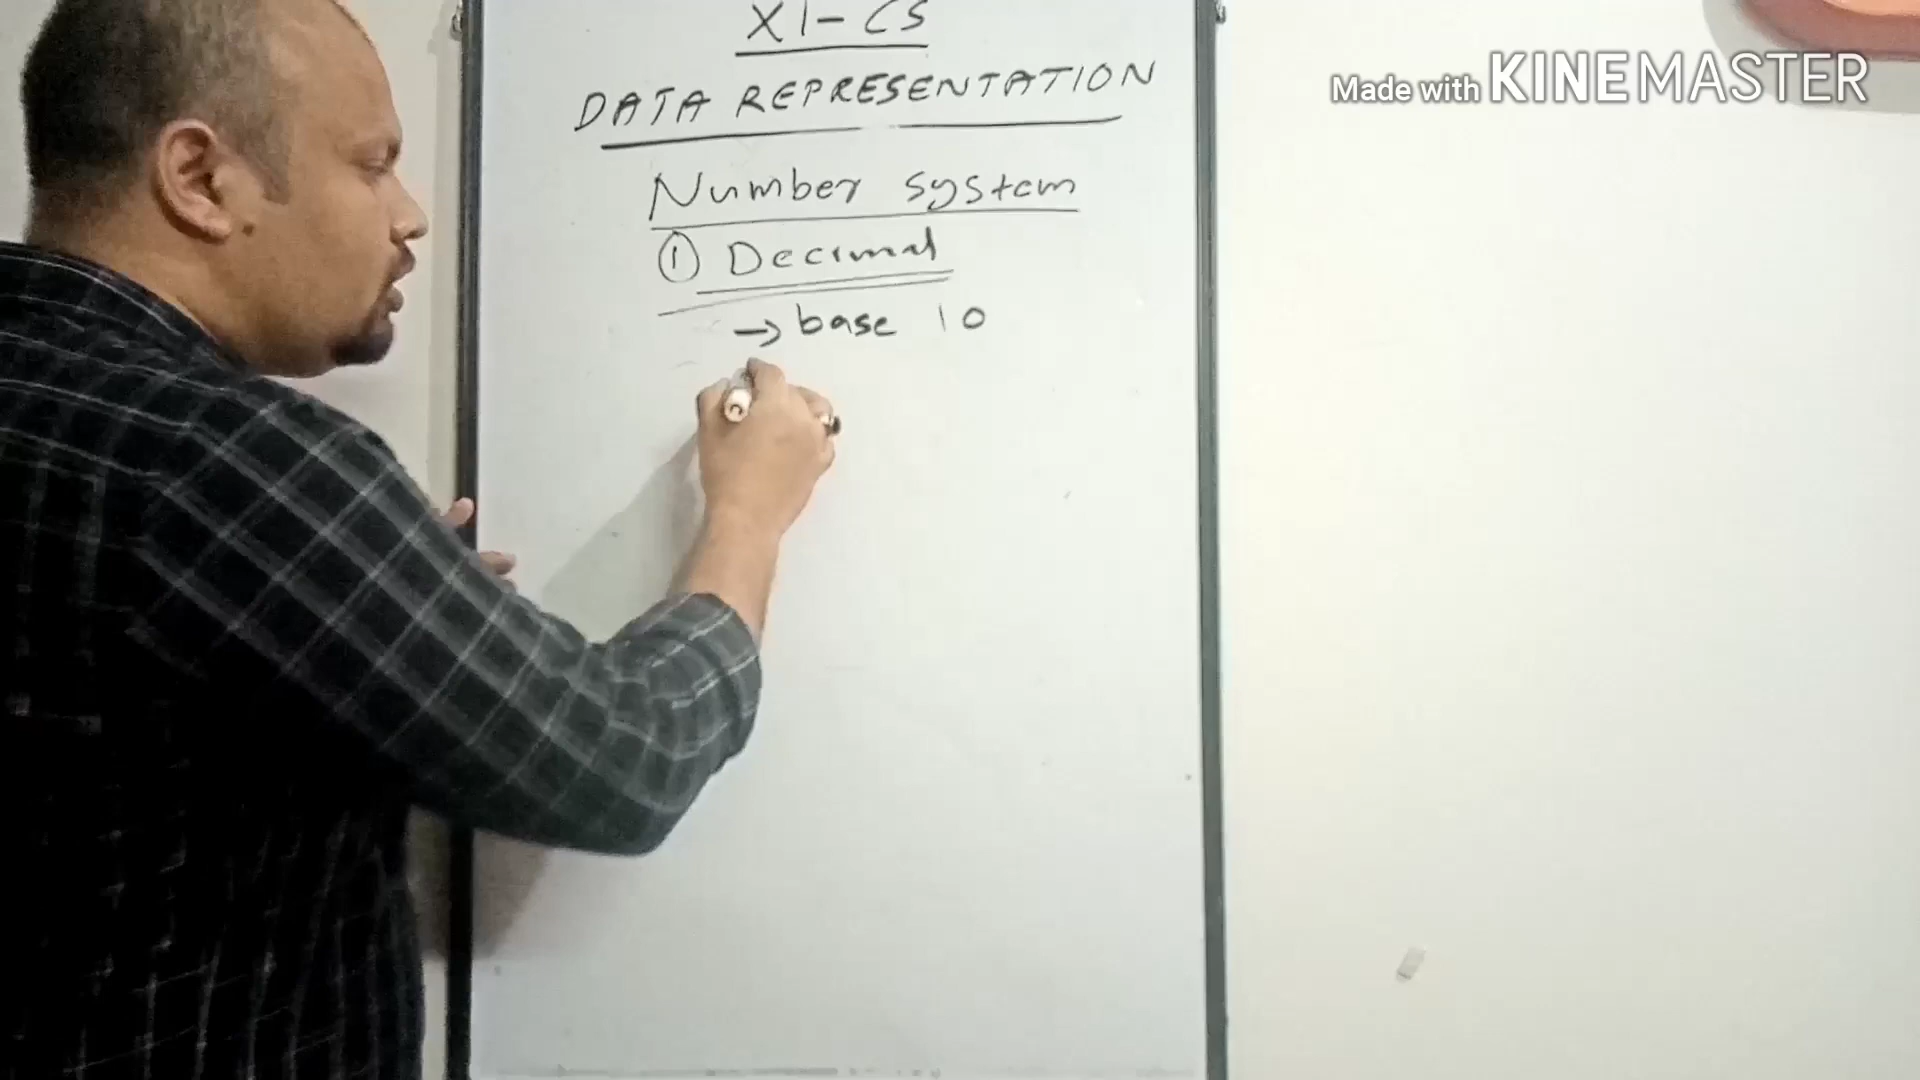 XI-CS
DATA REPRESENTATION
Number system
① Decimal
→ base 10
Made with KINEMASTER